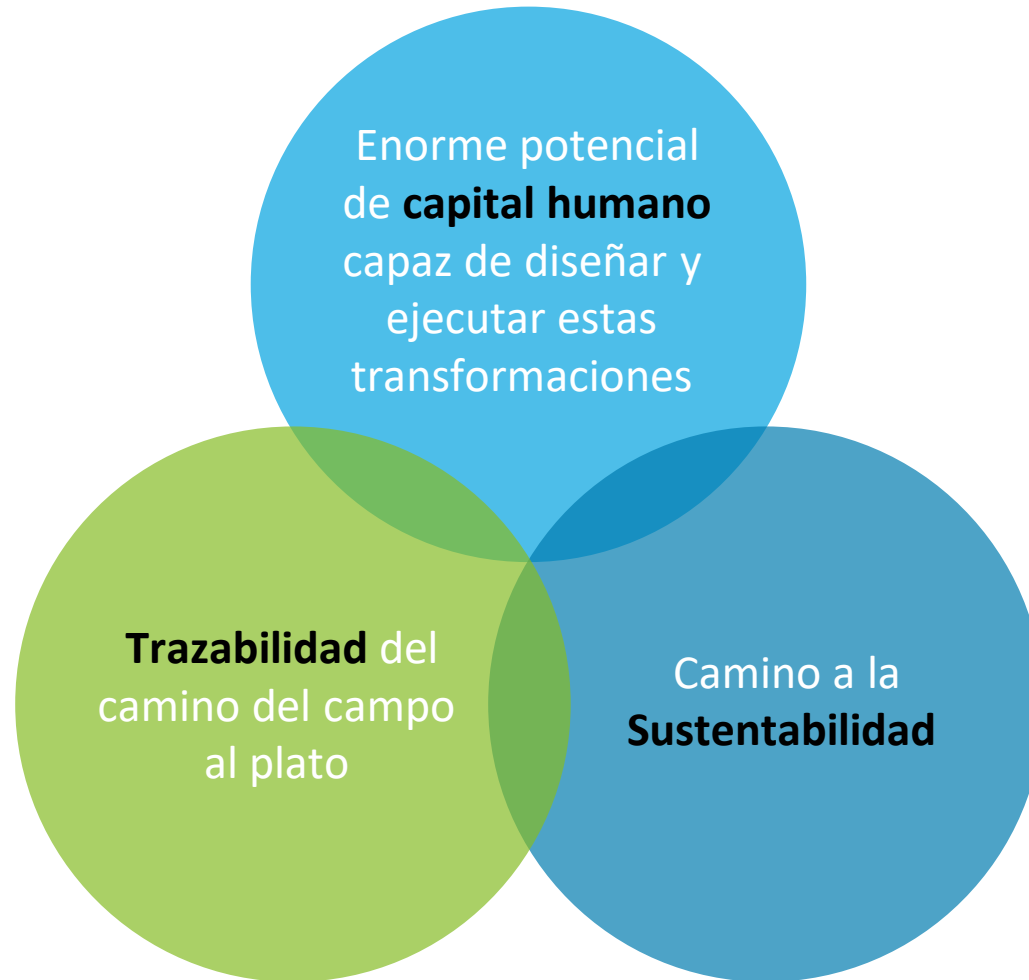 Enorme potencial
de capital humano
capaz de diseñar y
ejecutar estas
transformaciones
Trazabilidad del
camino del campo
al plato
Camino a la
Sustentabilidad